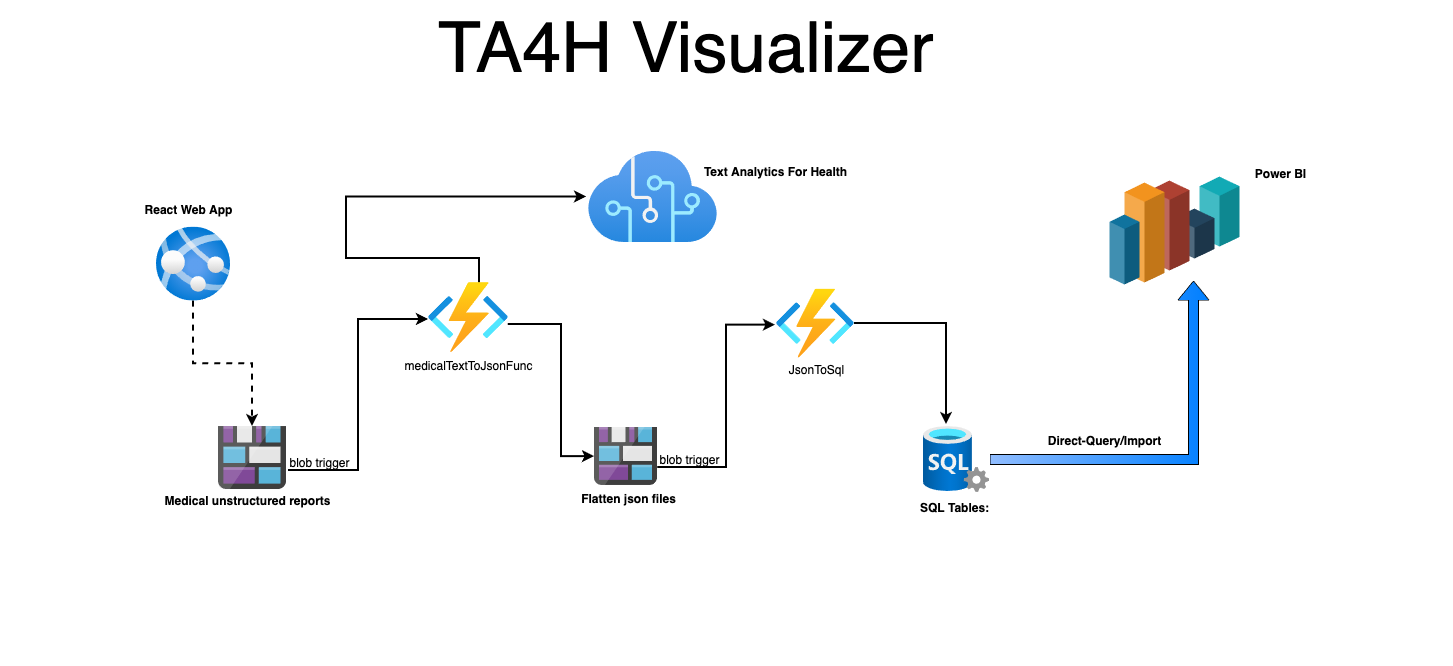 TA4H Visualizer
Text Analytics For Health
Power BI
React Web App
medicalTextToJsonFunc
JsonToSql
Direct-Query/Import
blob trigger
blob trigger
SQL
Medical unstructured reports
Flatten json files
SQL Tables: